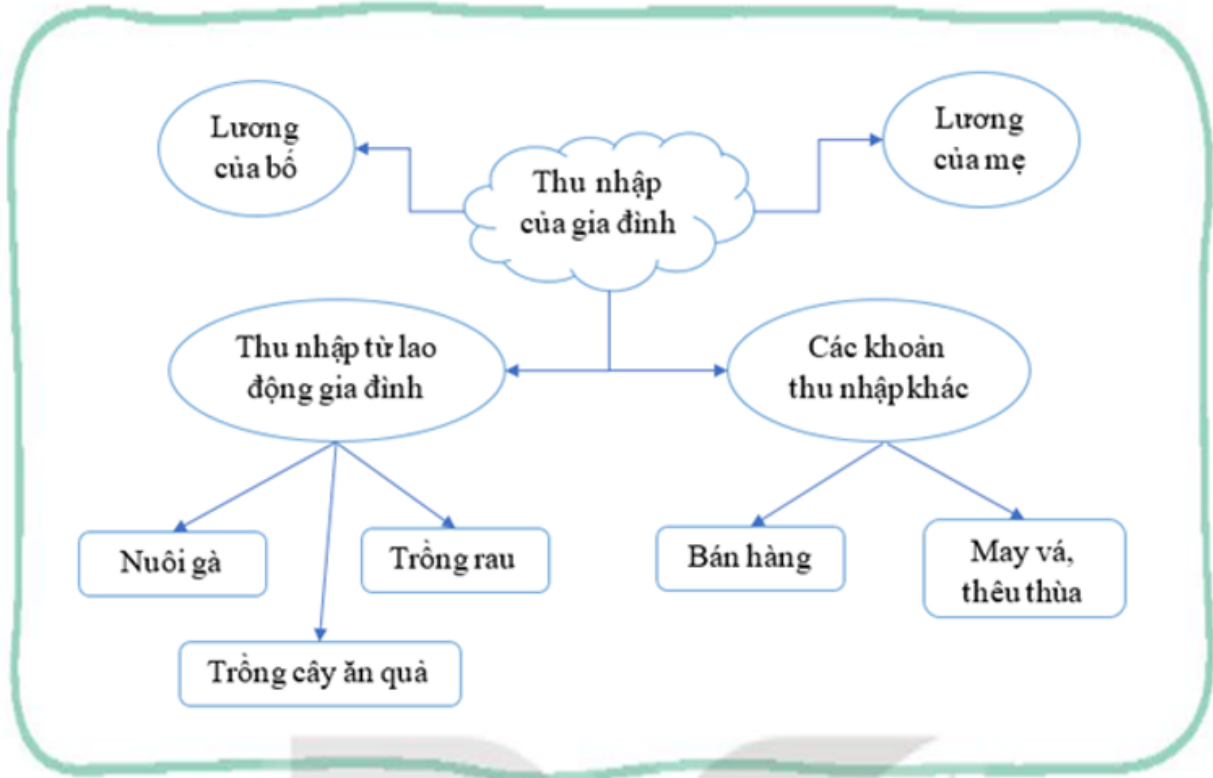 Lương
của bố
Thu nhập
của gia đình
Lương
của mẹ
Thu nhập từ lao
động gia đình
Các khoản
thu nhập khác
Nuôi gà
Trồng rau
Trồng cây ăn quả
Bán hàng
May vá,
thêu thùa